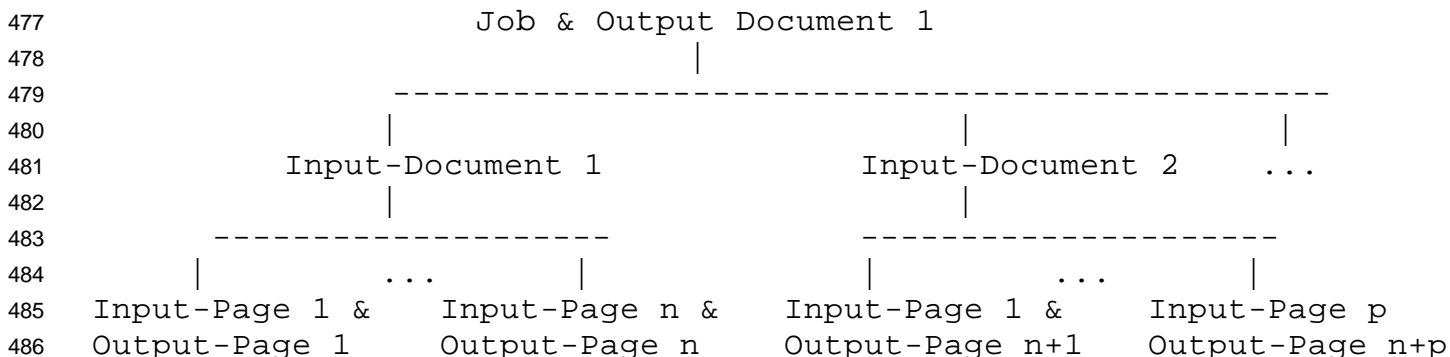 477 Job & Output Document 1
478 |
479 -----------------------------------------------
480 | | |
481 Input-Document 1 Input-Document 2 ...
482 | |
483 -------------------- ---------------------
484 | ... | | ... |
485 Input-Page 1 & Input-Page n & Input-Page 1 & Input-Page p
486 Output-Page 1 Output-Page n Output-Page n+1 Output-Page n+p